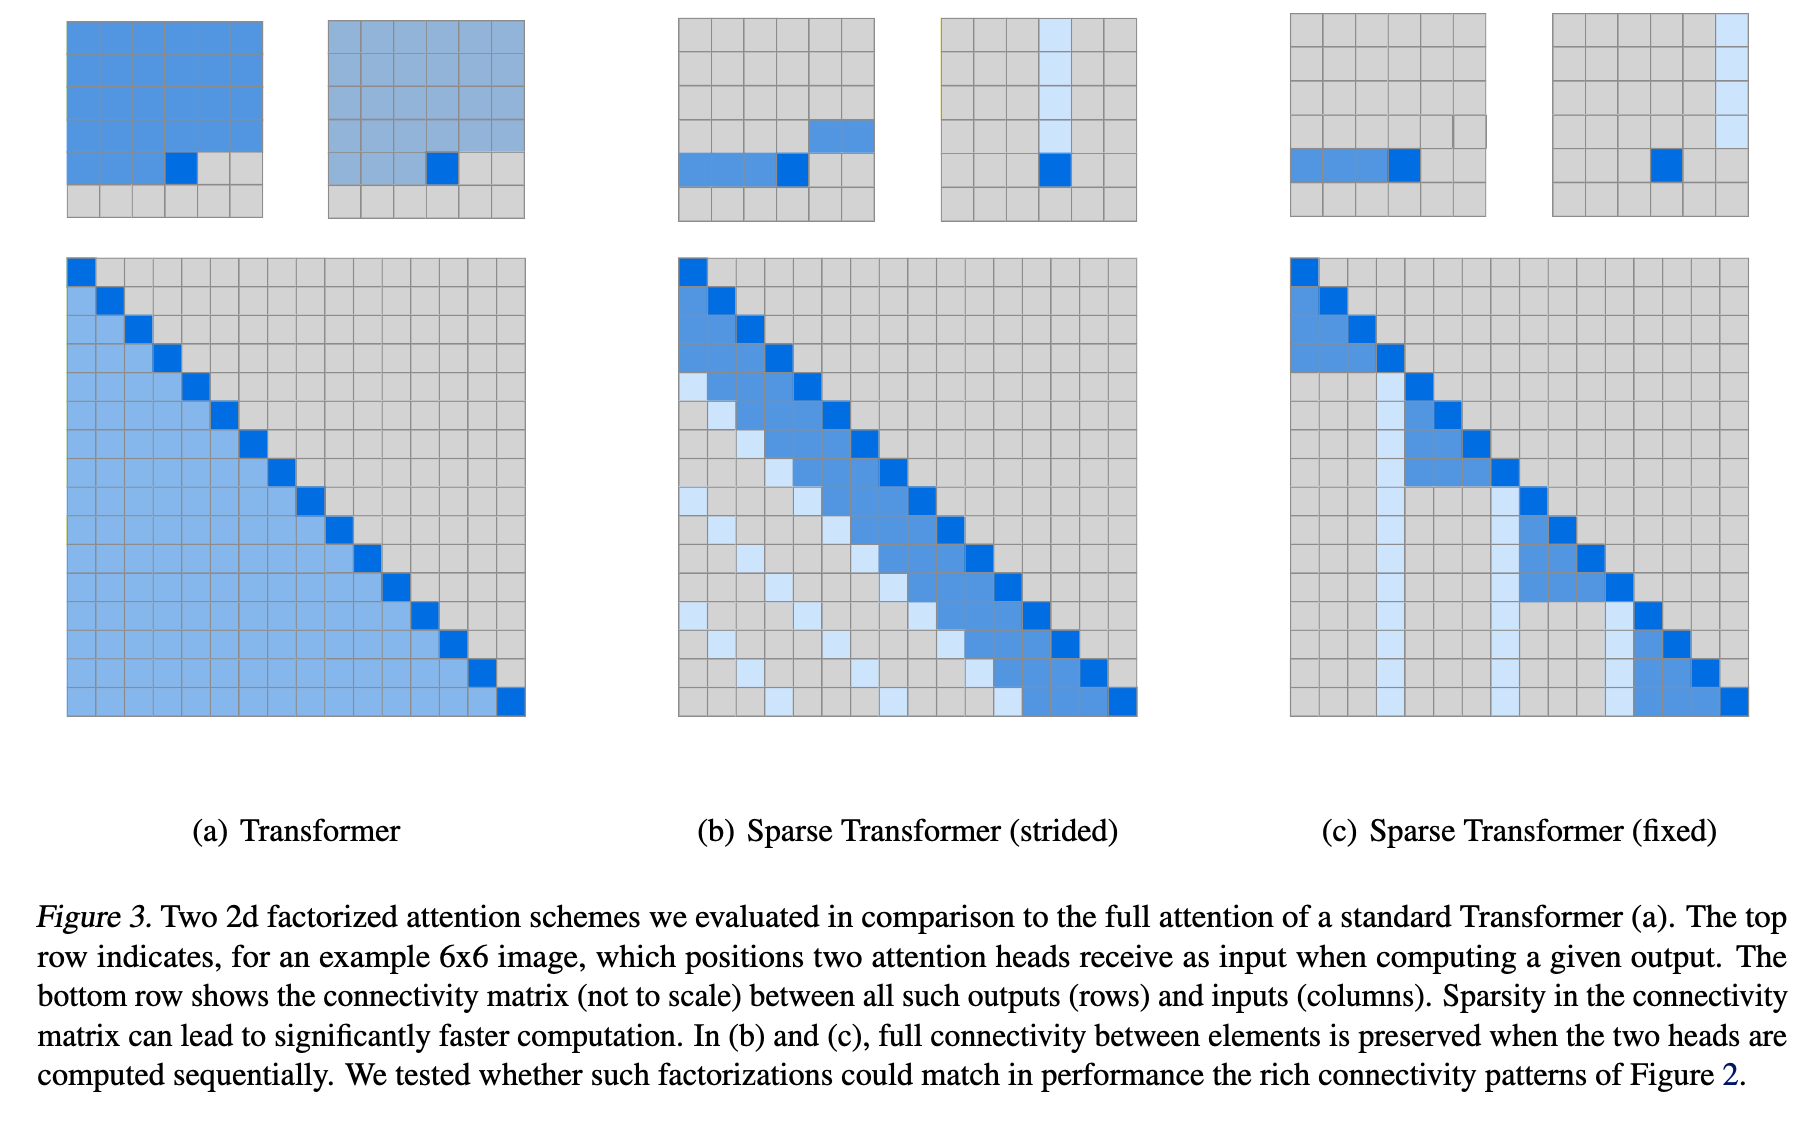 (a) Transformer
(b) Sparse Transformer (strided)
(c) Sparse Transformer (fixed)
Figure 3. Two 2d factorized attention schemes we evaluated in comparison to the full attention of a standard Transformer (a). The top
row indicates, for an example 6x6 image, which positions two attention heads receive as input when computing a given output. The
bottom row shows the connectivity matrix (not to scale) between all such outputs (rows) and inputs (columns). Sparsity in the connectivity
matrix can lead to significantly faster computation. In (b) and (c), full connectivity between elements is preserved when the two heads are
computed sequentially. We tested whether such factorizations could match in performance the rich connectivity patterns of Figure 2.